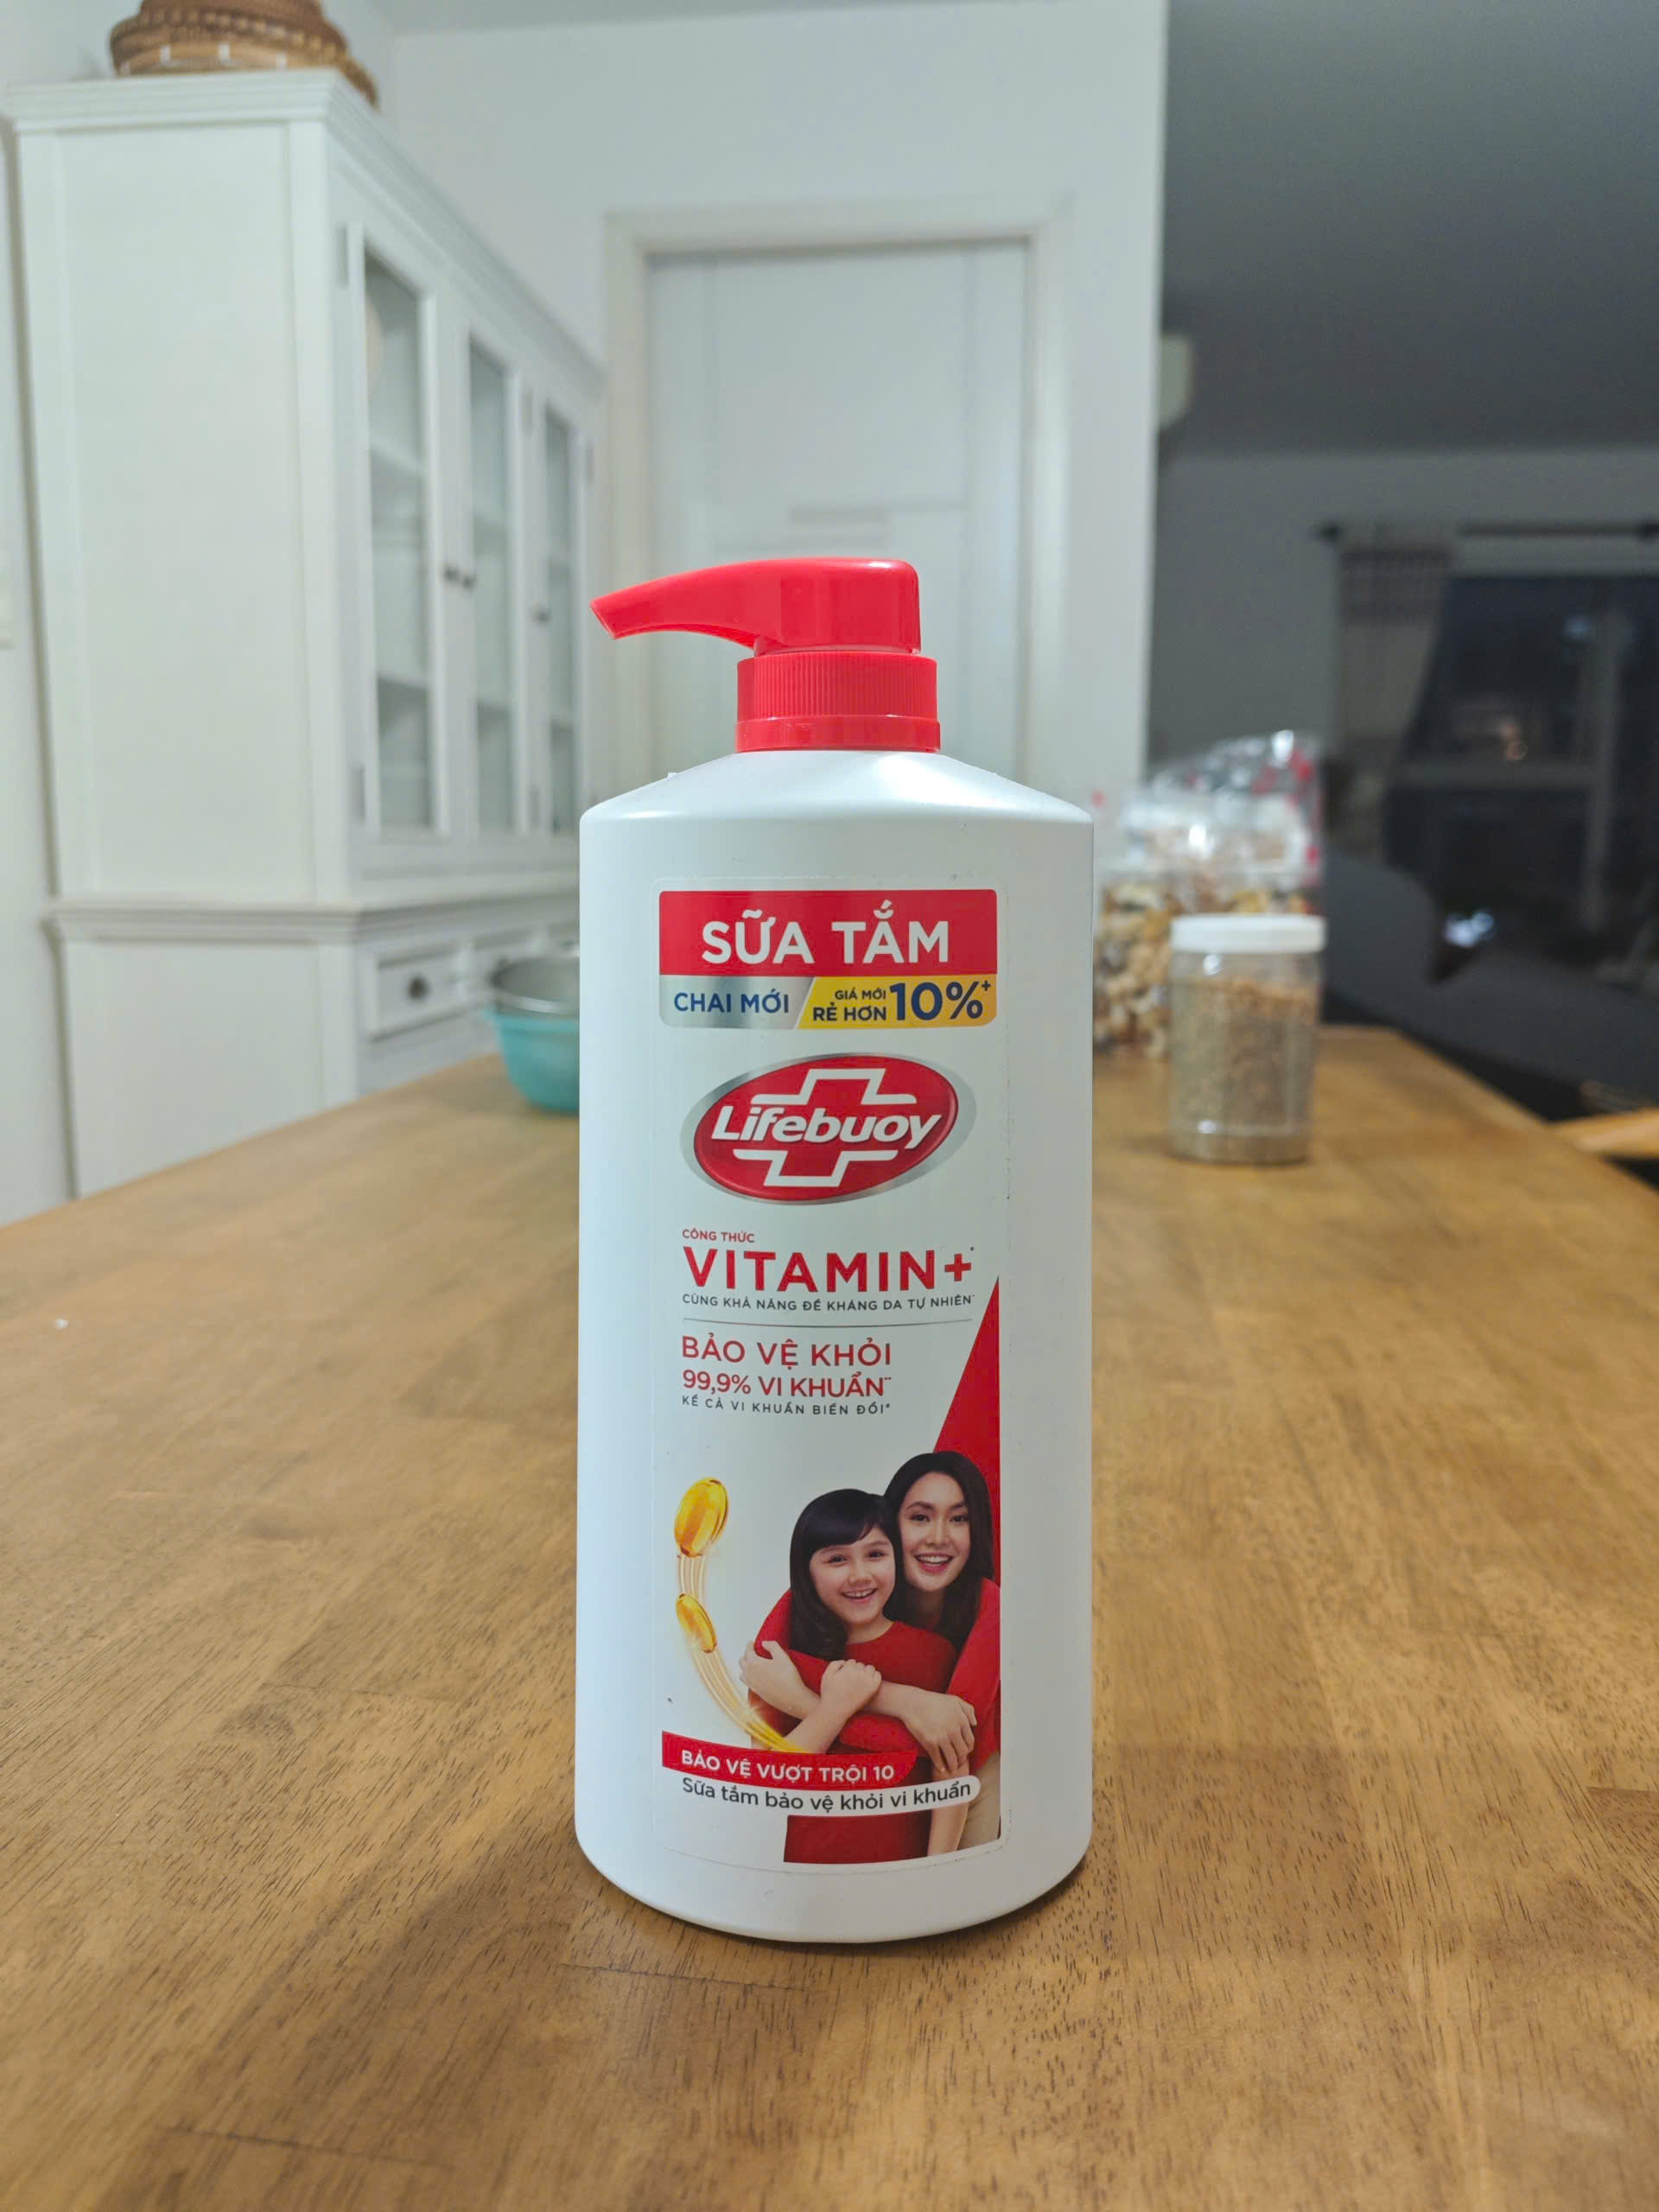 SỮA TẮM
CHAI MỚI
GIÁ MỚI
RẺ HƠN 10%+
Lifebuoy
CÔNG THỨC
VITAMIN+*
CÙNG KHẢ NĂNG ĐỀ KHÁNG DA TỰ NHIÊN*
BẢO VỆ KHỎI
99,9% VI KHUẨN**
KỂ CẢ VI KHUẨN BIẾN ĐỔI#
BẢO VỆ VƯỢT TRỘI 10
Sữa tắm bảo vệ khỏi vi khuẩn